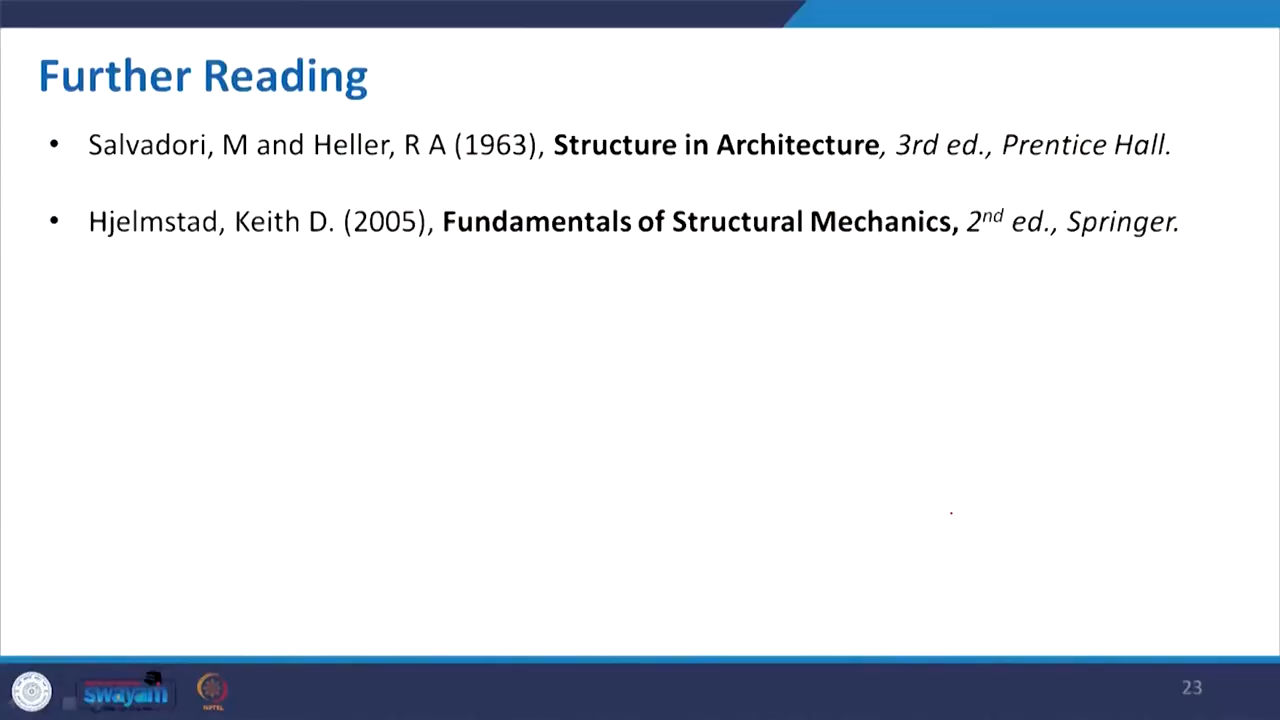 Further Reading
• Salvadori, M and Heller, R A (1963), Structure in Architecture, 3rd ed., Prentice Hall.
• Hjelmstad, Keith D. (2005), Fundamentals of Structural Mechanics, 2nd ed., Springer.
swayam
NPTEL
23